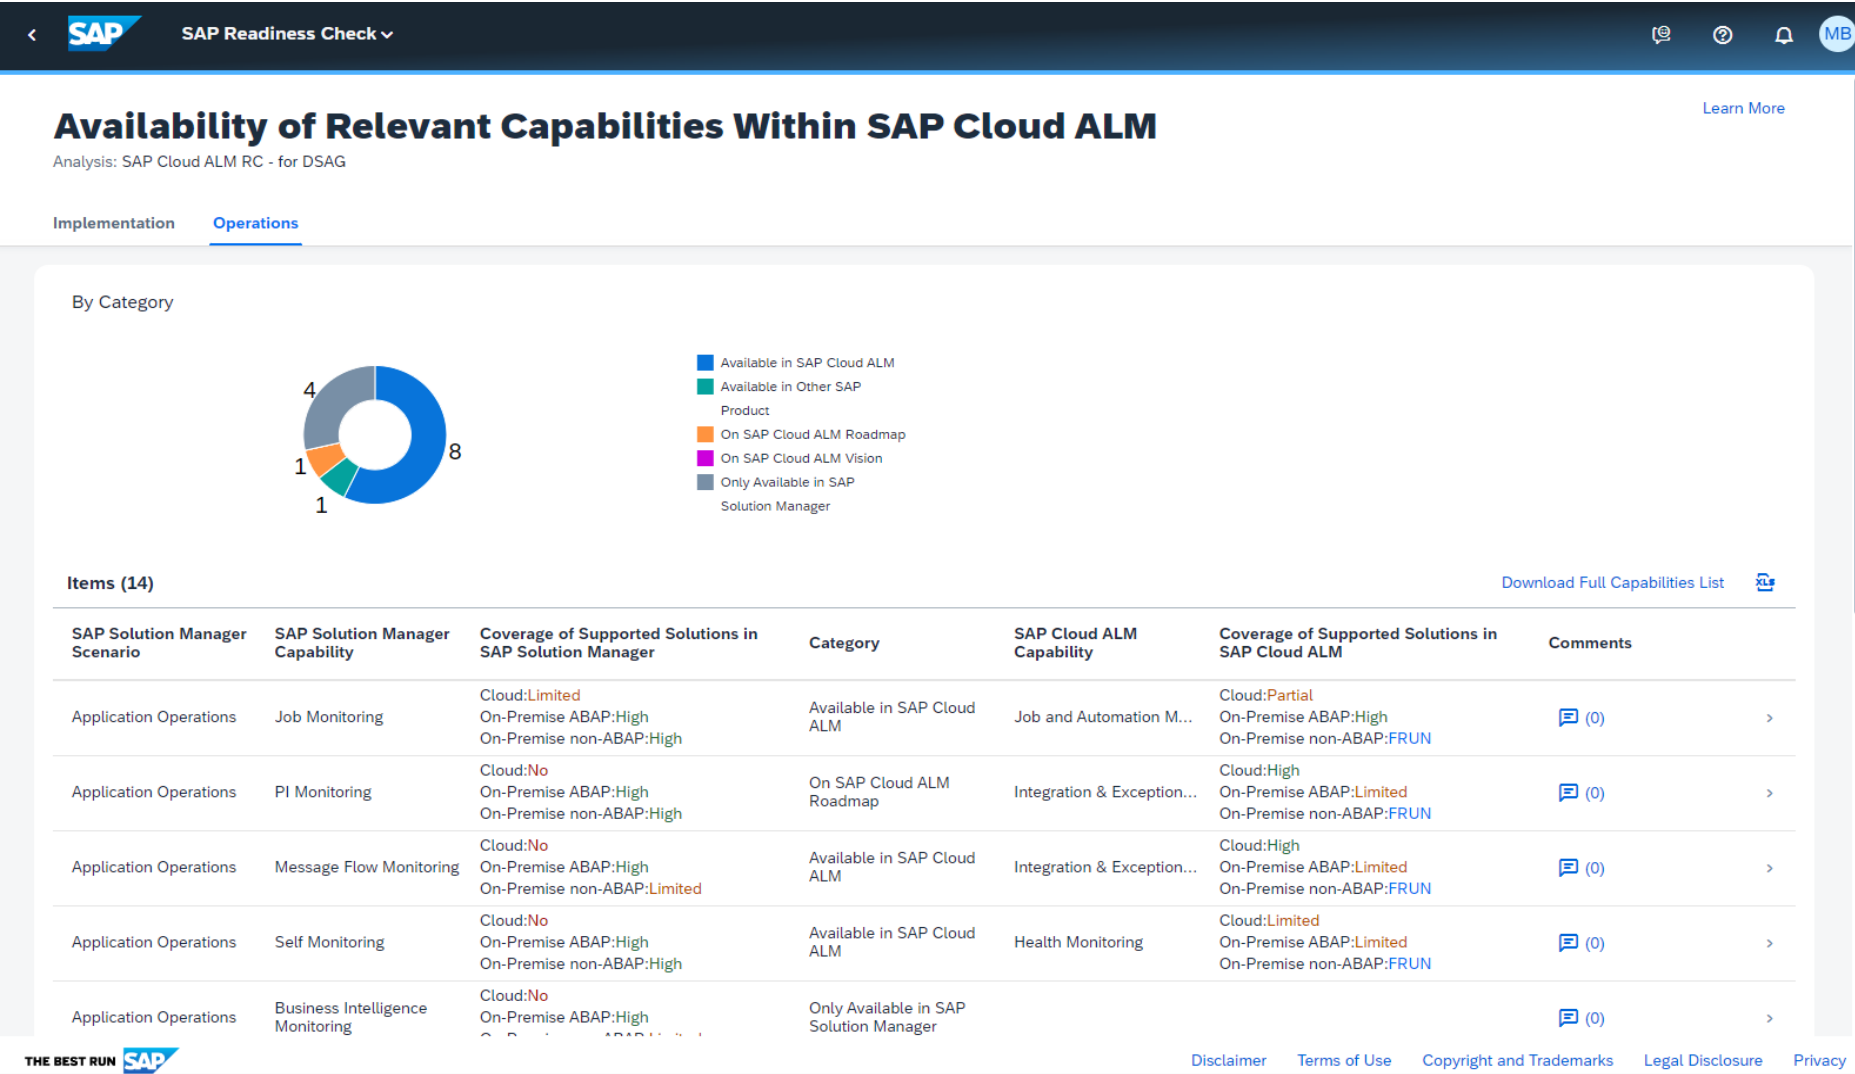 SAP
SAP Readiness Check
MB
Availability of Relevant Capabilities Within SAP Cloud ALM
Learn More
Analysis: SAP Cloud ALM RC - for DSAG
Implementation
Operations
By Category
4
8
1
1
Available in SAP Cloud ALM
Available in Other SAP
Product
On SAP Cloud ALM Roadmap
On SAP Cloud ALM Vision
Only Available in SAP
Solution Manager
Items (14)
Download Full Capabilities List
XLS
SAP Solution Manager
Scenario
SAP Solution Manager
Capability
Coverage of Supported Solutions in
SAP Solution Manager
Category
SAP Cloud ALM
Capability
Coverage of Supported Solutions in
SAP Cloud ALM
Comments
Application Operations
Job Monitoring
Cloud:Limited
On-Premise ABAP:High
On-Premise non-ABAP:High
Available in SAP Cloud
ALM
Job and Automation M...
Cloud:Partial
On-Premise ABAP:High
On-Premise non-ABAP:FRUN
(0)
Application Operations
PI Monitoring
Cloud:No
On-Premise ABAP:High
On-Premise non-ABAP:High
On SAP Cloud ALM
Roadmap
Integration & Exception...
Cloud:High
On-Premise ABAP:Limited
On-Premise non-ABAP:FRUN
(0)
Application Operations
Message Flow Monitoring
Cloud:No
On-Premise ABAP:High
On-Premise non-ABAP:Limited
Available in SAP Cloud
ALM
Integration & Exception...
Cloud:High
On-Premise ABAP:Limited
On-Premise non-ABAP:FRUN
(0)
Application Operations
Self Monitoring
Cloud:No
On-Premise ABAP:High
On-Premise non-ABAP:High
Available in SAP Cloud
ALM
Health Monitoring
Cloud:Limited
On-Premise ABAP:Limited
On-Premise non-ABAP:FRUN
(0)
Application Operations
Business Intelligence
Monitoring
Cloud:No
On-Premise ABAP:High
Only Available in SAP
Solution Manager
(0)
THE BEST RUN SAP
Disclaimer
Terms of Use
Copyright and Trademarks
Legal Disclosure
Privacy